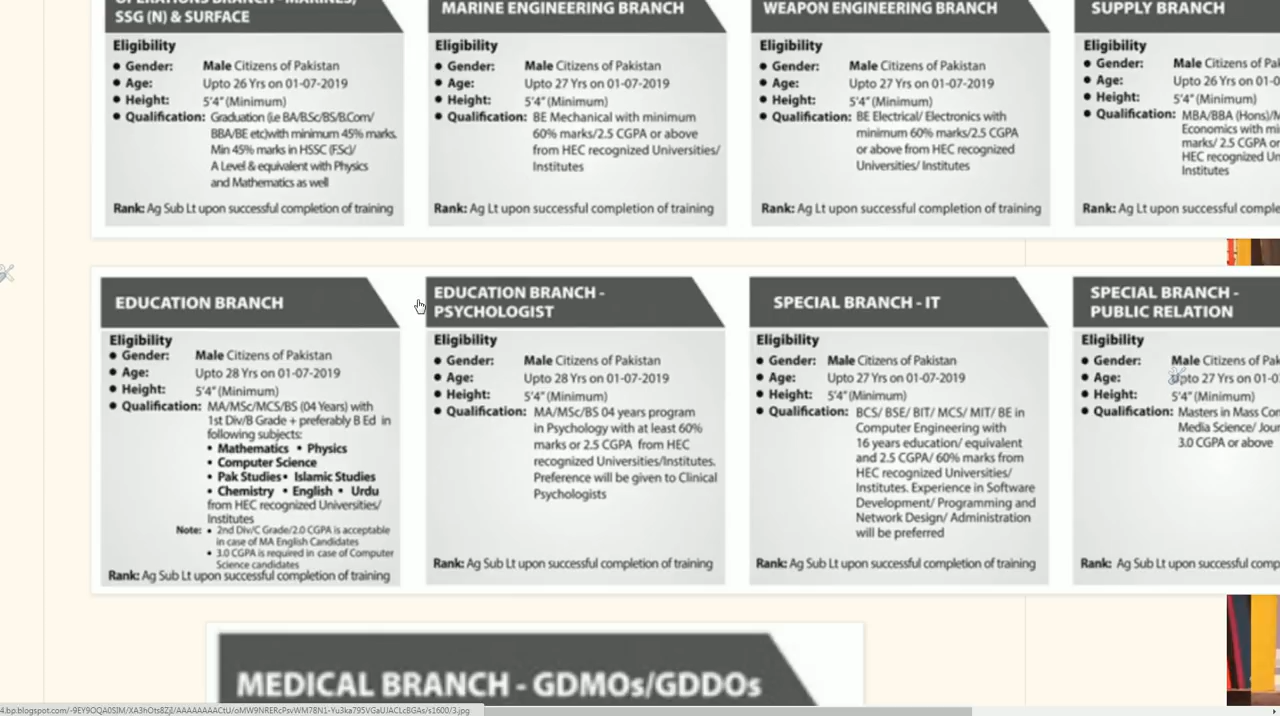 OPERATIONS BRANCH - MARINES/
SSG (N) & SURFACE
Eligibility
• Gender: Male Citizens of Pakistan
• Age: Upto 26 Yrs on 01-07-2019
• Height: 5'4" (Minimum)
• Qualification: Graduation (i.e BA/B.Sc/BS/B.Com/
BBA/BE etc)with minimum 45% marks.
Min 45% marks in HSSC (F.Sc)/
A Level & equivalent with Physics
and Mathematics as well
Rank: Ag Sub Lt upon successful completion of training
MARINE ENGINEERING BRANCH
Eligibility
• Gender: Male Citizens of Pakistan
• Age: Upto 27 Yrs on 01-07-2019
• Height: 5'4" (Minimum)
• Qualification: BE Mechanical with minimum
60% marks/2.5 CGPA or above
from HEC recognized Universities/
Institutes
Rank: Ag Lt upon successful completion of training
WEAPON ENGINEERING BRANCH
Eligibility
• Gender: Male Citizens of Pakistan
• Age: Upto 27 Yrs on 01-07-2019
• Height: 5'4" (Minimum)
• Qualification: BE Electrical/ Electronics with
minimum 60% marks/2.5 CGPA
or above from HEC recognized
Universities/ Institutes
Rank: Ag Lt upon successful completion of training
SUPPLY BRANCH
Eligibility
• Gender: Male Citizens of Pa
• Age: Upto 26 Yrs on 01-0
• Height: 5'4" (Minimum)
• Qualification: MBA/BBA (Hons)/M
Economics with mi
marks/ 2.5 CGPA or
HEC recognized Un
Institutes
Rank: Ag Sub Lt upon successful comple
EDUCATION BRANCH
Eligibility
• Gender: Male Citizens of Pakistan
• Age: Upto 28 Yrs on 01-07-2019
• Height: 5'4" (Minimum)
• Qualification: MA/MSc/MCS/BS (04 Years) with
1st Div/B Grade + preferably B Ed in
following subjects:
• Mathematics • Physics
• Computer Science
• Pak Studies • Islamic Studies
• Chemistry • English • Urdu
from HEC recognized Universities/
Institutes
Note: • 2nd Div/C Grade/2.0 CGPA is acceptable
in case of MA English Candidates
• 3.0 CGPA is required in case of Computer
Science candidates
Rank: Ag Sub Lt upon successful completion of training
EDUCATION BRANCH -
PSYCHOLOGIST
Eligibility
• Gender: Male Citizens of Pakistan
• Age: Upto 28 Yrs on 01-07-2019
• Height: 5'4" (Minimum)
• Qualification: MA/MSc/BS 04 years program
in Psychology with at least 60%
marks or 2.5 CGPA from HEC
recognized Universities/Institutes.
Preference will be given to Clinical
Psychologists
Rank: Ag Sub Lt upon successful completion of training
SPECIAL BRANCH - IT
Eligibility
• Gender: Male Citizens of Pakistan
• Age: Upto 27 Yrs on 01-07-2019
• Height: 5'4" (Minimum)
• Qualification: BCS/ BSE/ BIT/ MCS/ MIT/ BE in
Computer Engineering with
16 years education/ equivalent
and 2.5 CGPA/ 60% marks from
HEC recognized Universities/
Institutes. Experience in Software
Development/ Programming and
Network Design/ Administration
will be preferred
Rank: Ag Sub Lt upon successful completion of training
SPECIAL BRANCH -
PUBLIC RELATION
Eligibility
• Gender: Male Citizens of Pa
• Age: Upto 27 Yrs on 01-0
• Height: 5'4" (Minimum)
• Qualification: Masters in Mass Com
Media Science/ Jour
3.0 CGPA or above
Rank: Ag Sub Lt upon successful comp
MEDICAL BRANCH - GDMOs/GDDOs